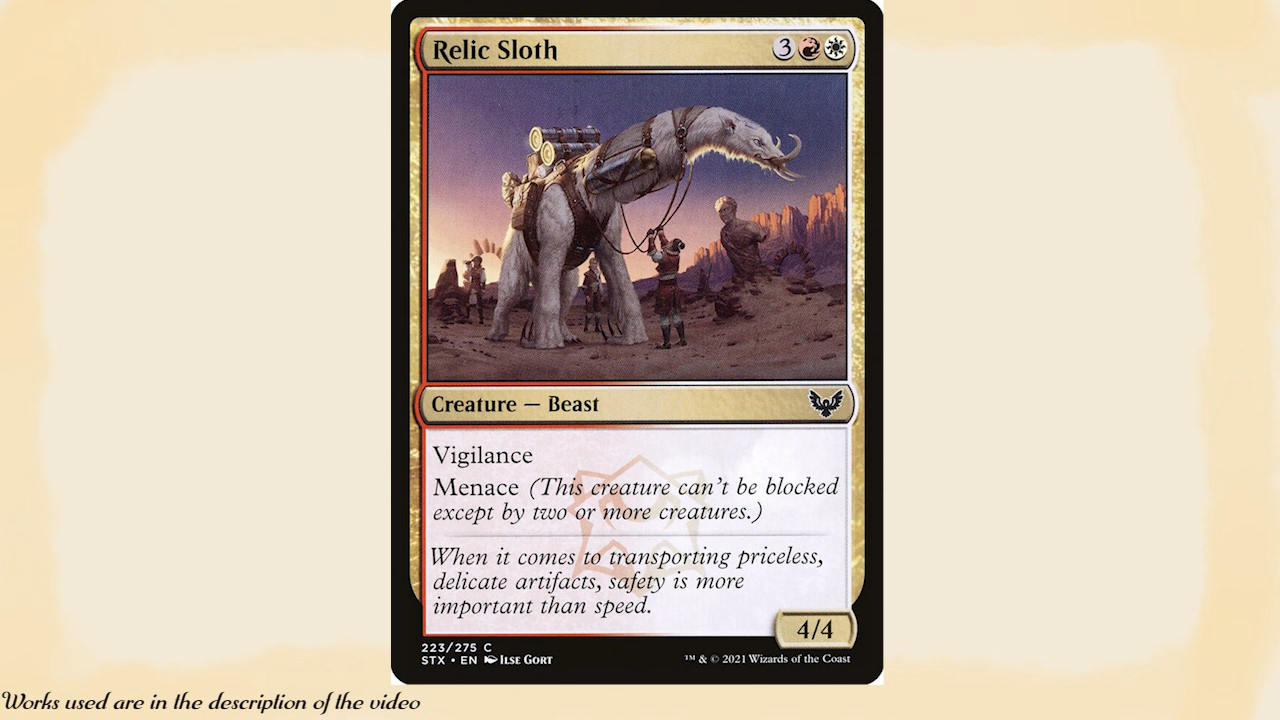 Relic Sloth 3
Creature — Beast
Vigilance
Menace (This creature can't be blocked
except by two or more creatures.)
When it comes to transporting priceless,
delicate artifacts, safety is more
important than speed.
4/4
223/275 C
STX • EN ILSE GORT
™ & © 2021 Wizards of the Coast
Works used are in the description of the video